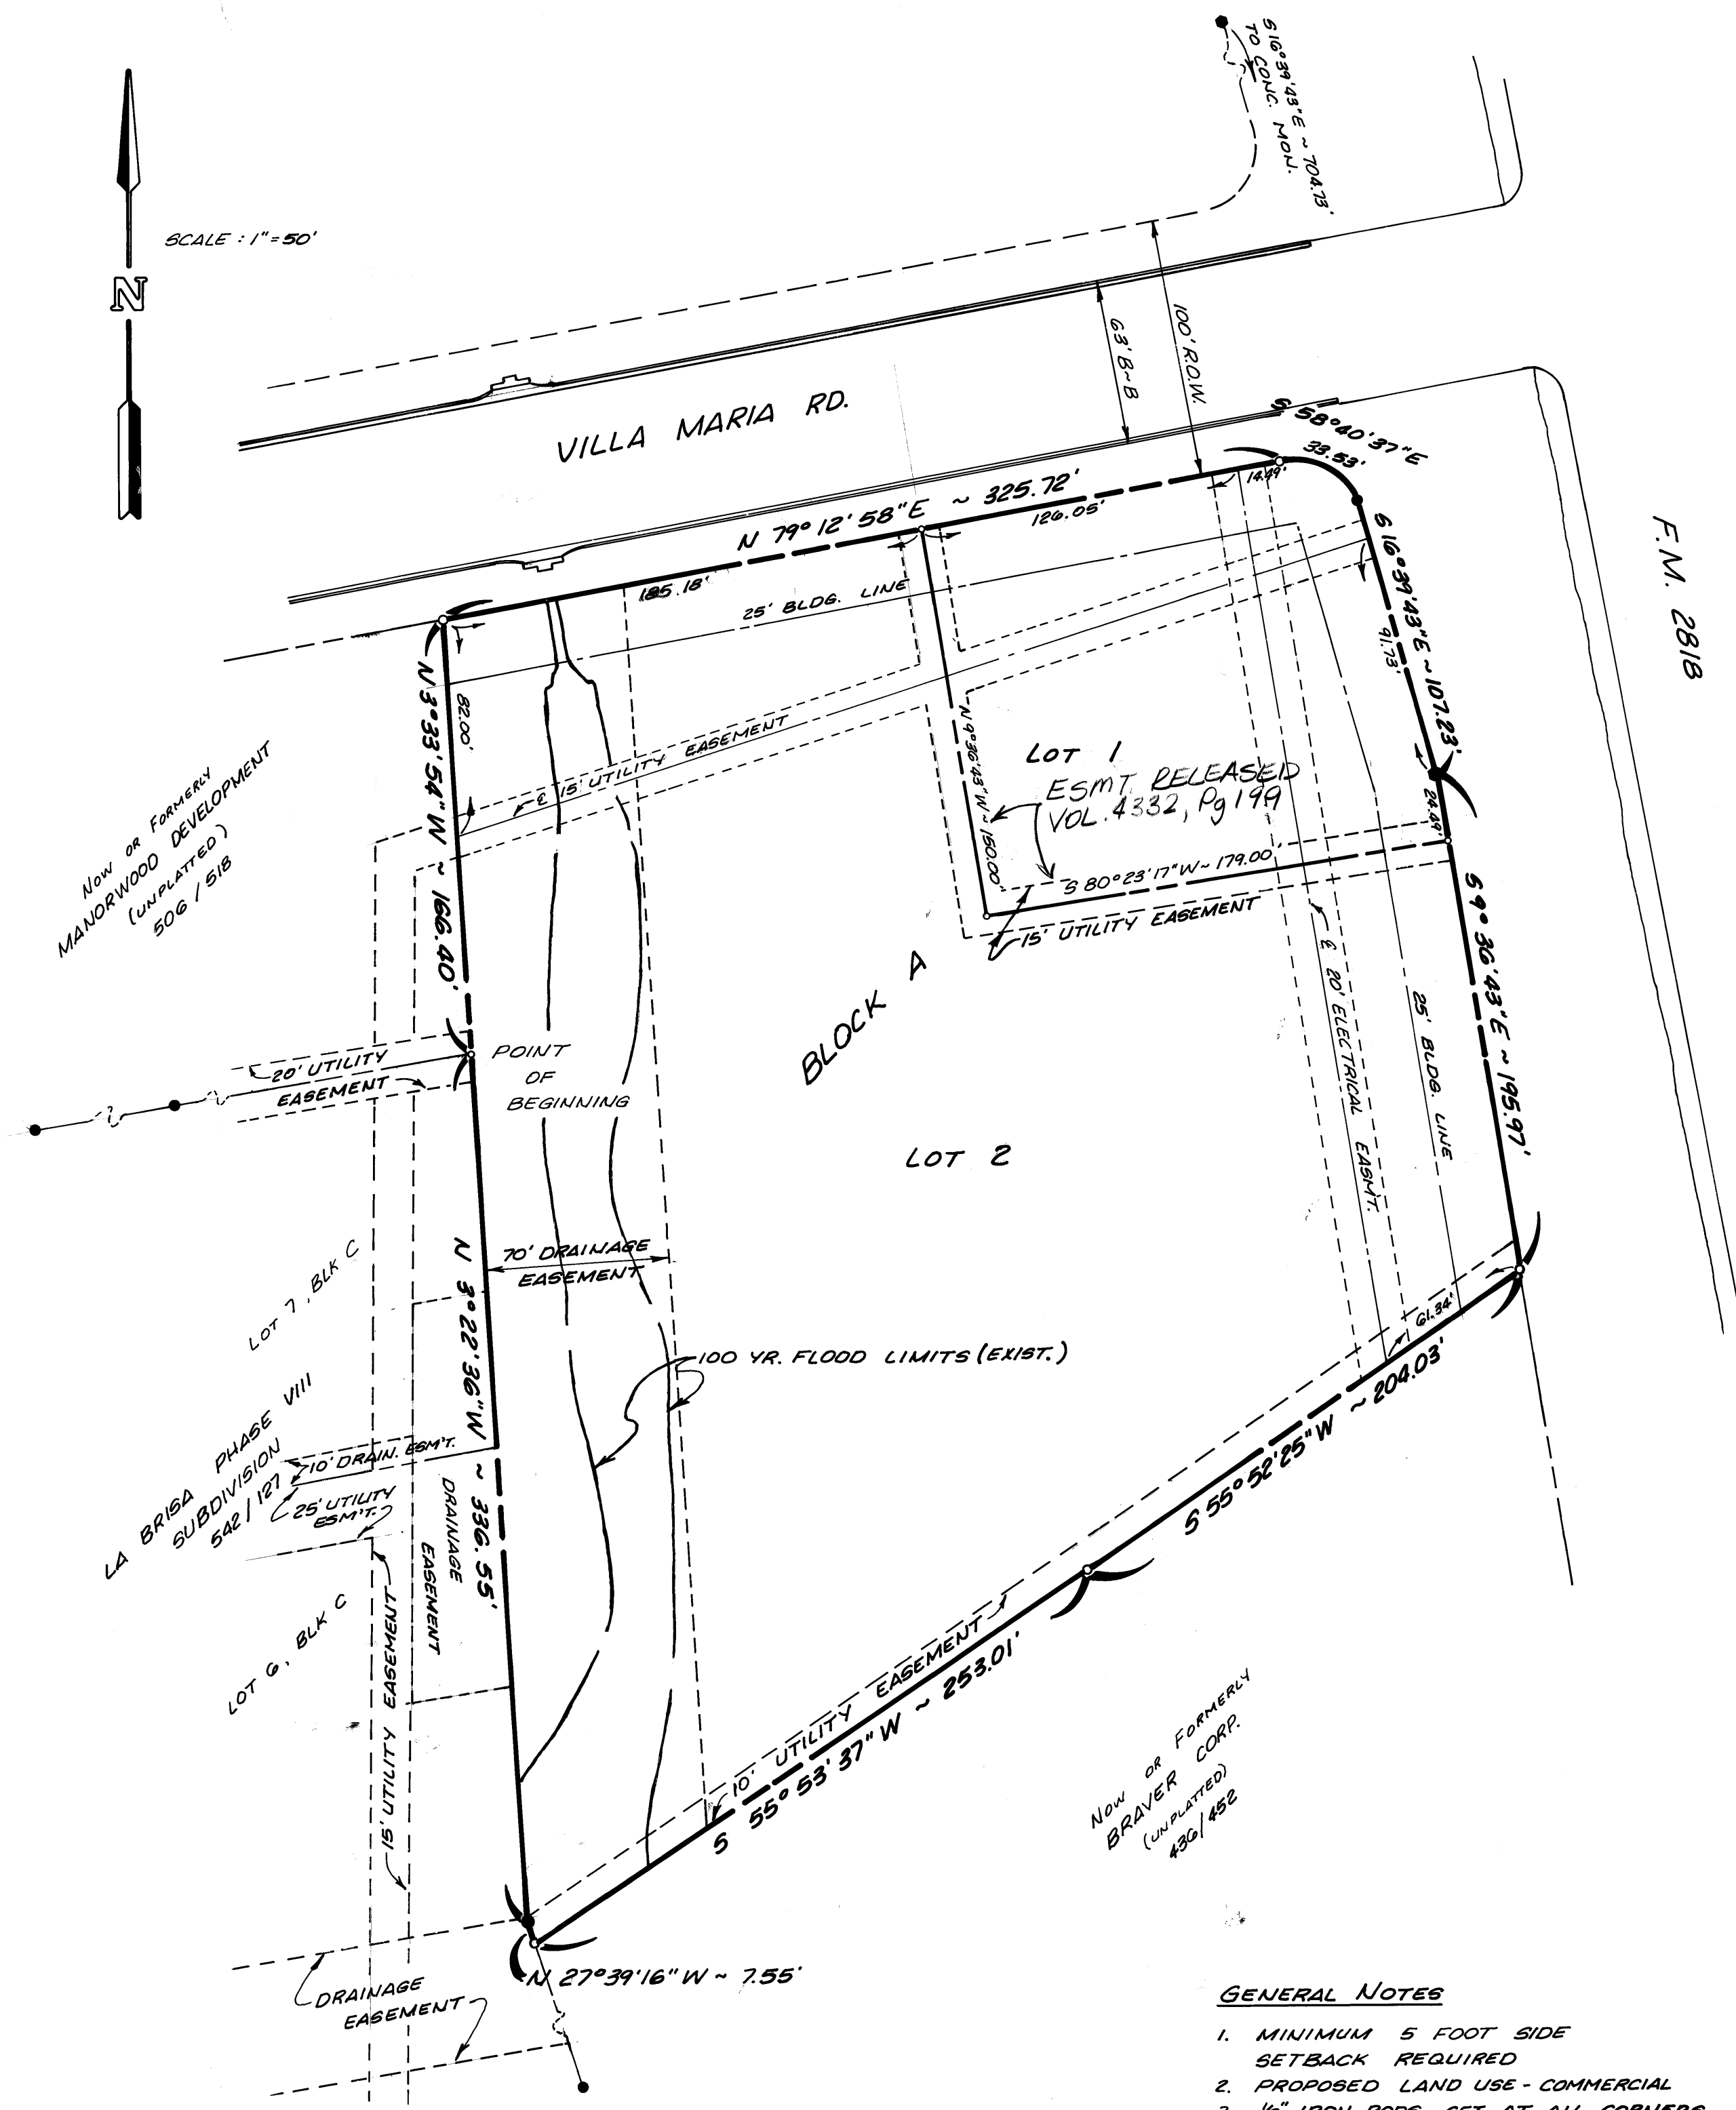 S 16°39'43"E ~ 704.73'
TO CONC. MON.
SCALE : 1"=50'
N
100' R.O.W.
63' B~B
VILLA MARIA RD.
S 58°40'37"E
33.53'
14.49'
N 79°12'58"E ~ 325.72'
126.05'
185.18'
25' BLDG. LINE
F.M. 2818
S 16°39'43"E ~ 107.23'
91.73'
24.49'
N 3°33'54"W ~ 166.40'
82.00'
℄ 15' UTILITY EASEMENT
N 9°36'43"W ~ 150.00'
LOT 1
ESMT RELEASED
VOL. 4332, Pg 199
S 80°23'17"W ~ 179.00'
15' UTILITY EASEMENT
NOW OR FORMERLY
MANORWOOD DEVELOPMENT
(UNPLATTED)
506 / 518
BLOCK A
S 9°36'43"E ~ 195.97'
25' BLDG. LINE
℄ 20' ELECTRICAL EASM'T.
20' UTILITY
EASEMENT
POINT
OF
BEGINNING
LOT 2
70' DRAINAGE
EASEMENT
N 3°22'36"W ~ 336.55'
LOT 7, BLK C
100 YR. FLOOD LIMITS (EXIST.)
61.34'
S 55°52'25"W ~ 204.03'
LA BRISA PHASE VIII
SUBDIVISION
542 / 127
10' DRAIN. ESM'T.
25' UTILITY
ESM'T.
DRAINAGE
EASEMENT
LOT 6, BLK C
15' UTILITY EASEMENT
10' UTILITY EASEMENT
S 55°53'37"W ~ 253.01'
NOW OR FORMERLY
BRAVER CORP.
(UNPLATTED)
436/452
N 27°39'16"W ~ 7.55'
DRAINAGE
EASEMENT
GENERAL NOTES
1. MINIMUM 5 FOOT SIDE
SETBACK REQUIRED
2. PROPOSED LAND USE - COMMERCIAL
IRON RODS SET AT ALL CORNERS